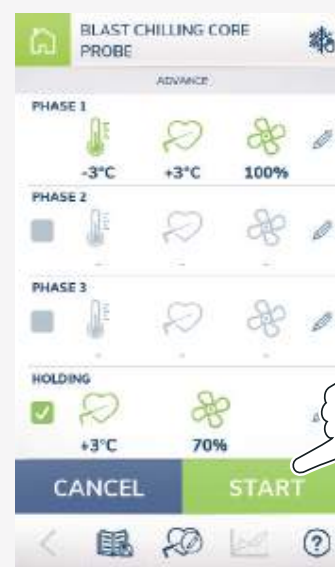 BLAST CHILLING CORE
PROBE
ADVANCE
PHASE 1
-3°C +3°C 100%
PHASE 2
- - -
PHASE 3
- - -
HOLDING
+3°C 70%
CANCEL START
?